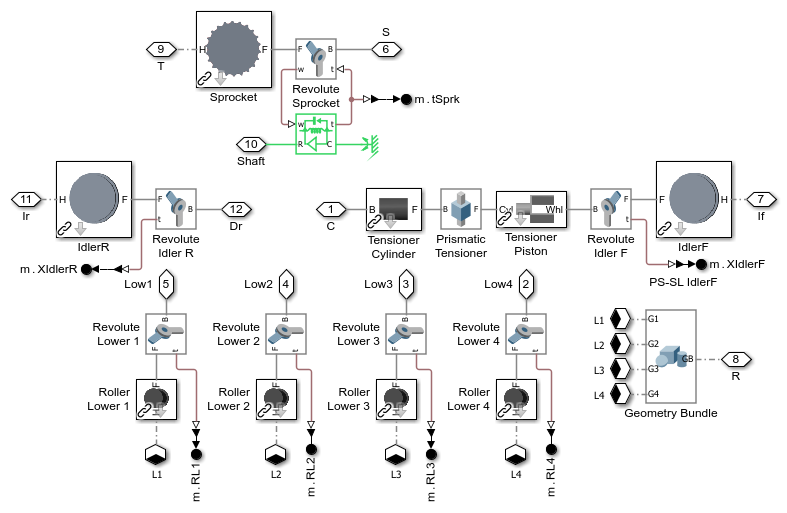 S
9
H
F
F
B
6
T
w
t
Sprocket
Revolute
Sprocket
m.tSprk
w
t
10
R
C
Shaft
11
H
F
F
B
12
Ir
t
Dr
IdlerR
Revolute
Idler R
m.XIdlerR
1
B
F
B
F
Cyl
Whl
B
F
F
H
7
C
t
If
Tensioner
Cylinder
Prismatic
Tensioner
Tensioner
Piston
Revolute
Idler F
IdlerF
m.XIdlerF
PS-SL IdlerF
Low1
5
Low2
4
Low3
3
Low4
2
B
B
B
B
Revolute
Lower 1
Revolute
Lower 2
Revolute
Lower 3
Revolute
Lower 4
F
t
F
t
F
t
F
t
F
F
F
F
Roller
Lower 1
Roller
Lower 2
Roller
Lower 3
Roller
Lower 4
H
H
H
H
L1
L2
L3
L4
m.RL1
m.RL2
m.RL3
m.RL4
L1
G1
L2
G2
L3
G3
L4
G4
GB
8
R
Geometry Bundle